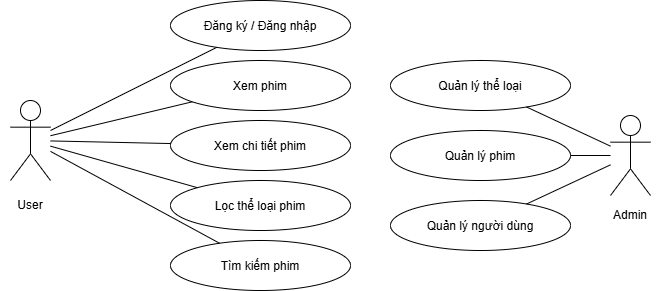 Đăng ký / Đăng nhập
Xem phim
Xem chi tiết phim
Lọc thể loại phim
Tìm kiếm phim
User
Quản lý thể loại
Quản lý phim
Quản lý người dùng
Admin